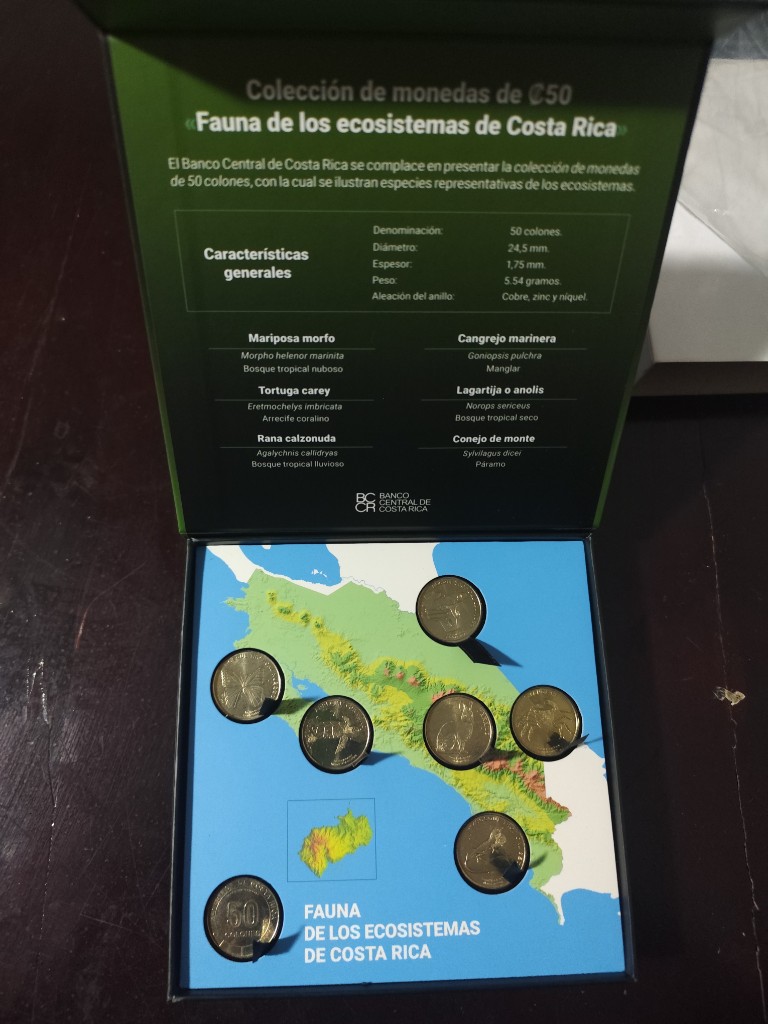 Colección de monedas de ₡50
«Fauna de los ecosistemas de Costa Rica»
El Banco Central de Costa Rica se complace en presentar la colección de monedas
de 50 colones, con la cual se ilustran especies representativas de los ecosistemas.
Características
generales
Denominación: 50 colones.
Diámetro: 24,5 mm.
Espesor: 1,75 mm.
Peso: 5.54 gramos.
Aleación del anillo: Cobre, zinc y níquel.
Mariposa morfo
Morpho helenor marinita
Bosque tropical nuboso
Cangrejo marinera
Goniopsis pulchra
Manglar
Tortuga carey
Eretmochelys imbricata
Arrecife coralino
Lagartija o anolis
Norops sericeus
Bosque tropical seco
Rana calzonuda
Agalychnis callidryas
Bosque tropical lluvioso
Conejo de monte
Sylvilagus dicei
Páramo
BC
CR
BANCO
CENTRAL DE
COSTA RICA
50
COLONES
FAUNA
DE LOS ECOSISTEMAS
DE COSTA RICA